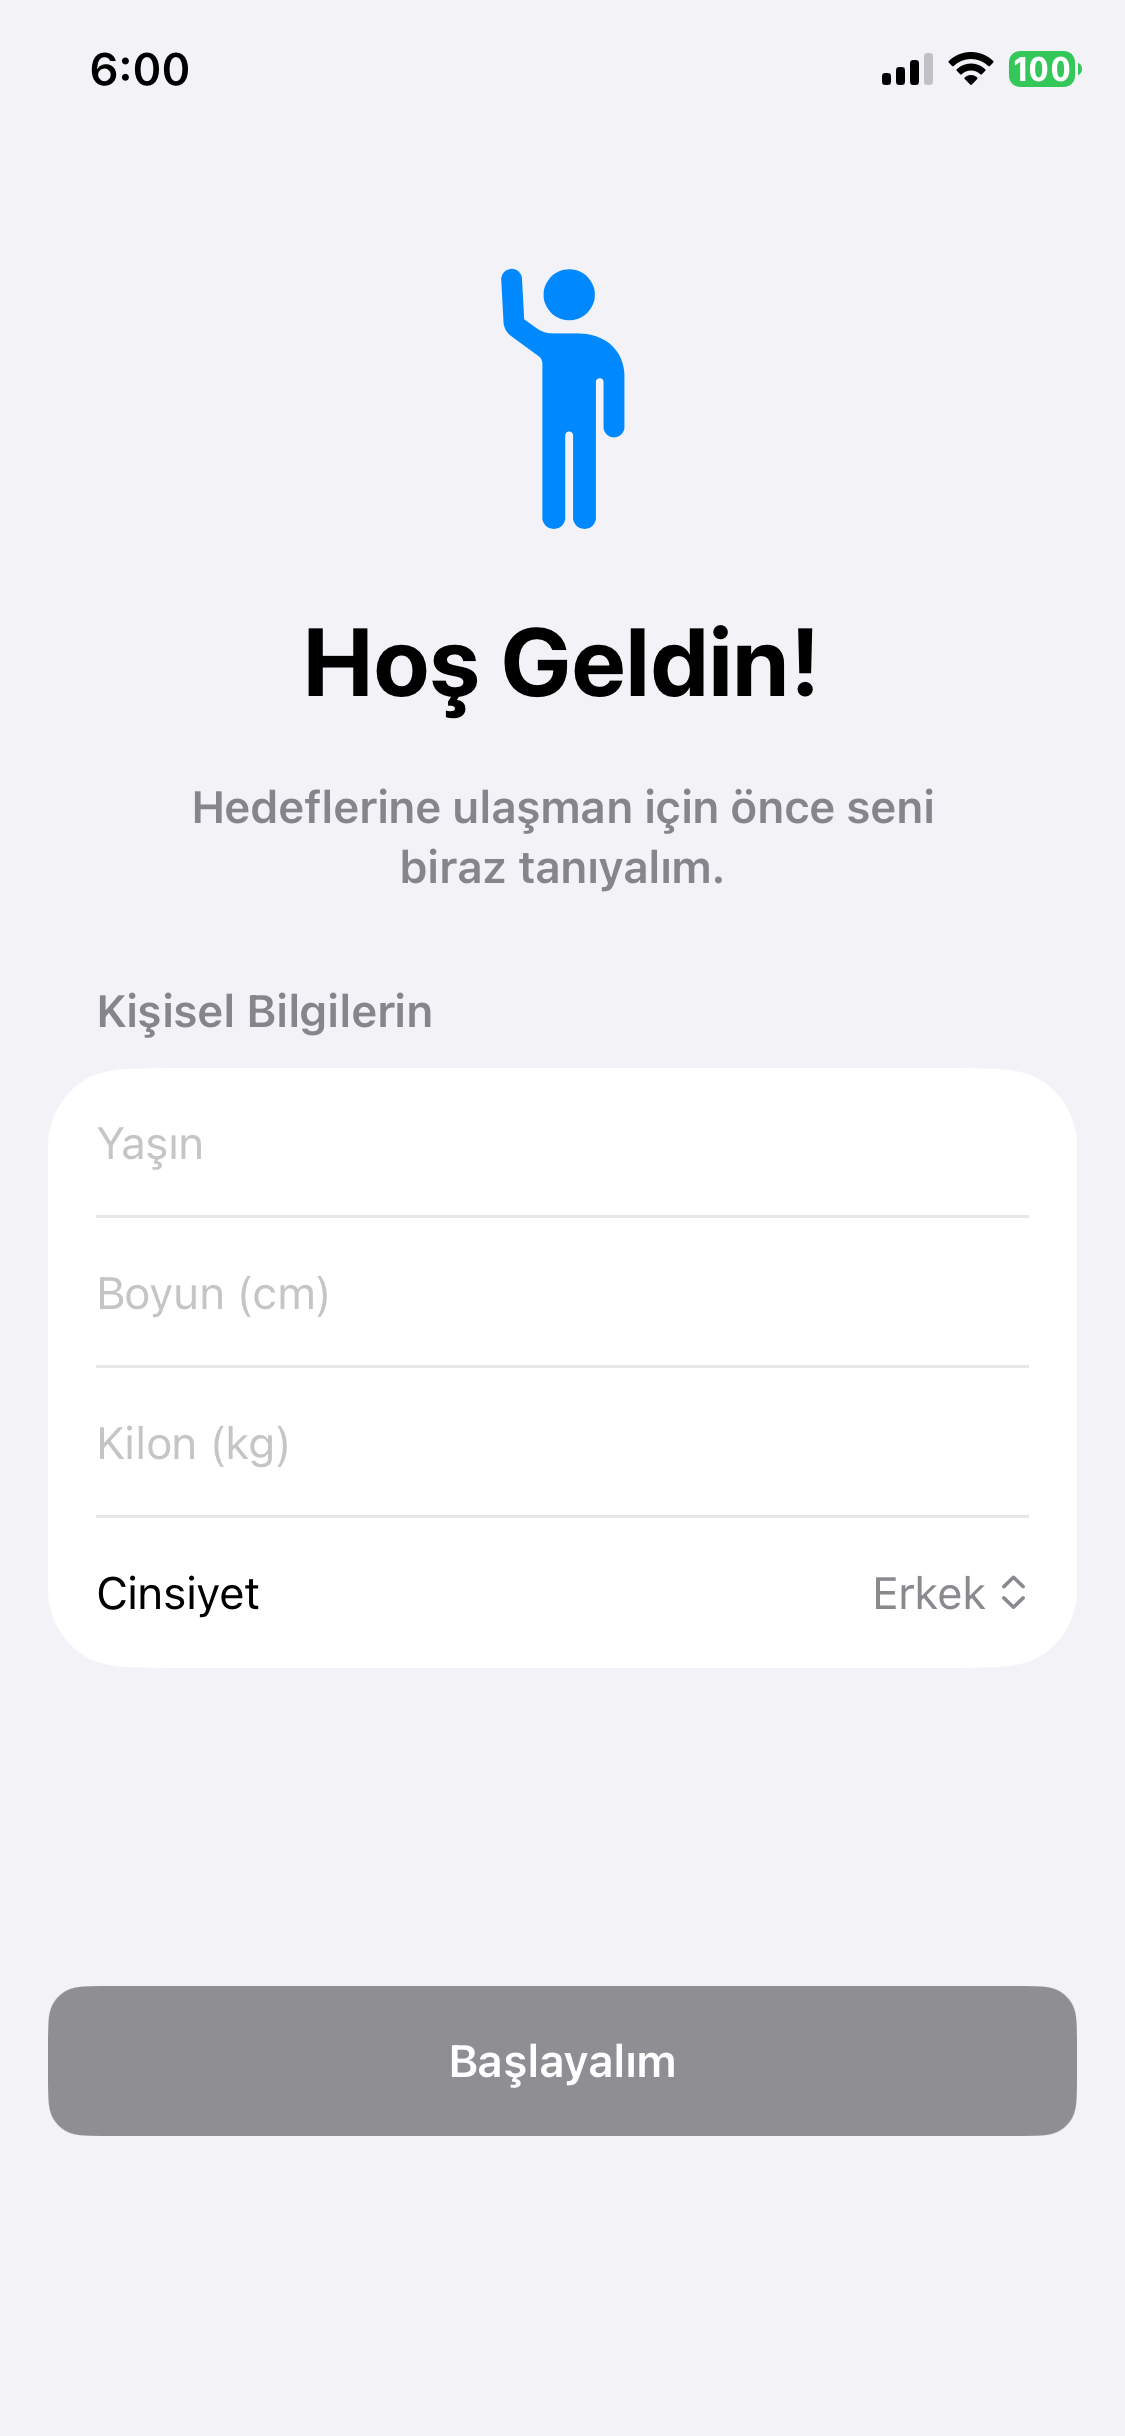 6:00
100
Hoş Geldin!
Hedeflerine ulaşman için önce seni
biraz tanıyalım.
Kişisel Bilgilerin
Yaşın
Boyun (cm)
Kilon (kg)
Cinsiyet Erkek
Başlayalım